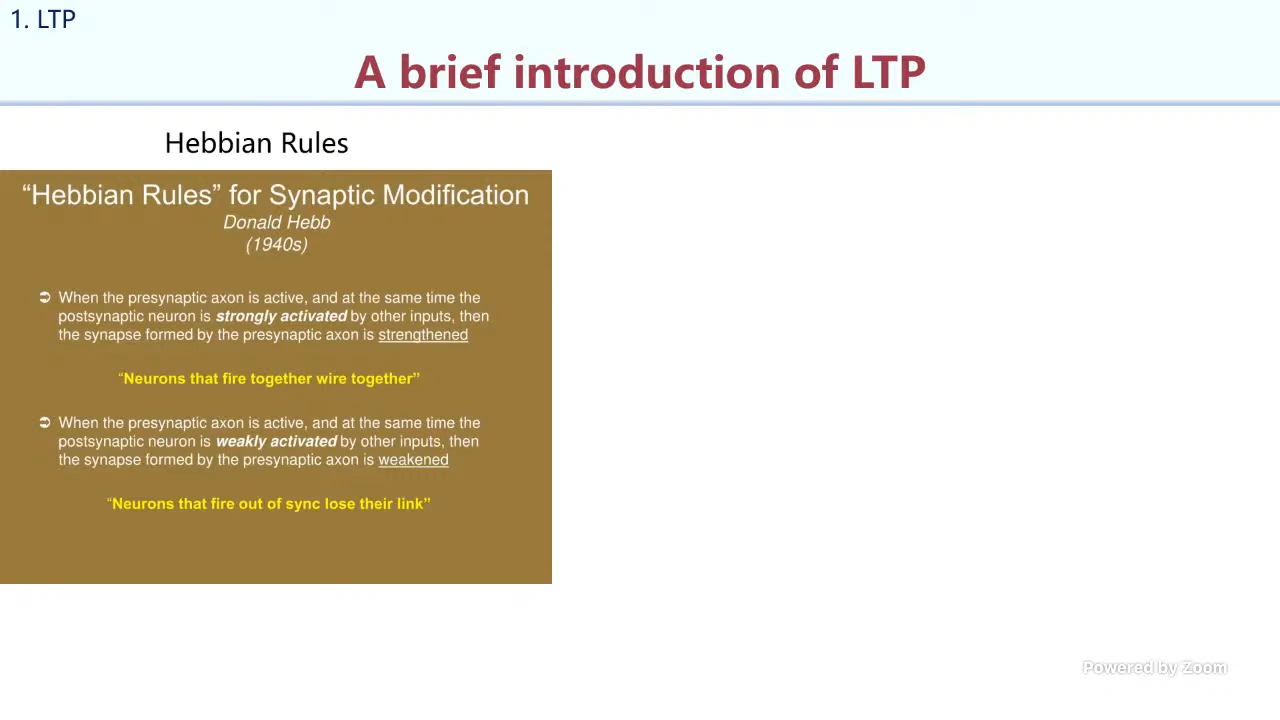 1. LTP
A brief introduction of LTP
Hebbian Rules
“Hebbian Rules” for Synaptic Modification
Donald Hebb
(1940s)
➲ When the presynaptic axon is active, and at the same time the
postsynaptic neuron is strongly activated by other inputs, then
the synapse formed by the presynaptic axon is strengthened
“Neurons that fire together wire together”
➲ When the presynaptic axon is active, and at the same time the
postsynaptic neuron is weakly activated by other inputs, then
the synapse formed by the presynaptic axon is weakened
“Neurons that fire out of sync lose their link”
Powered by Zoom